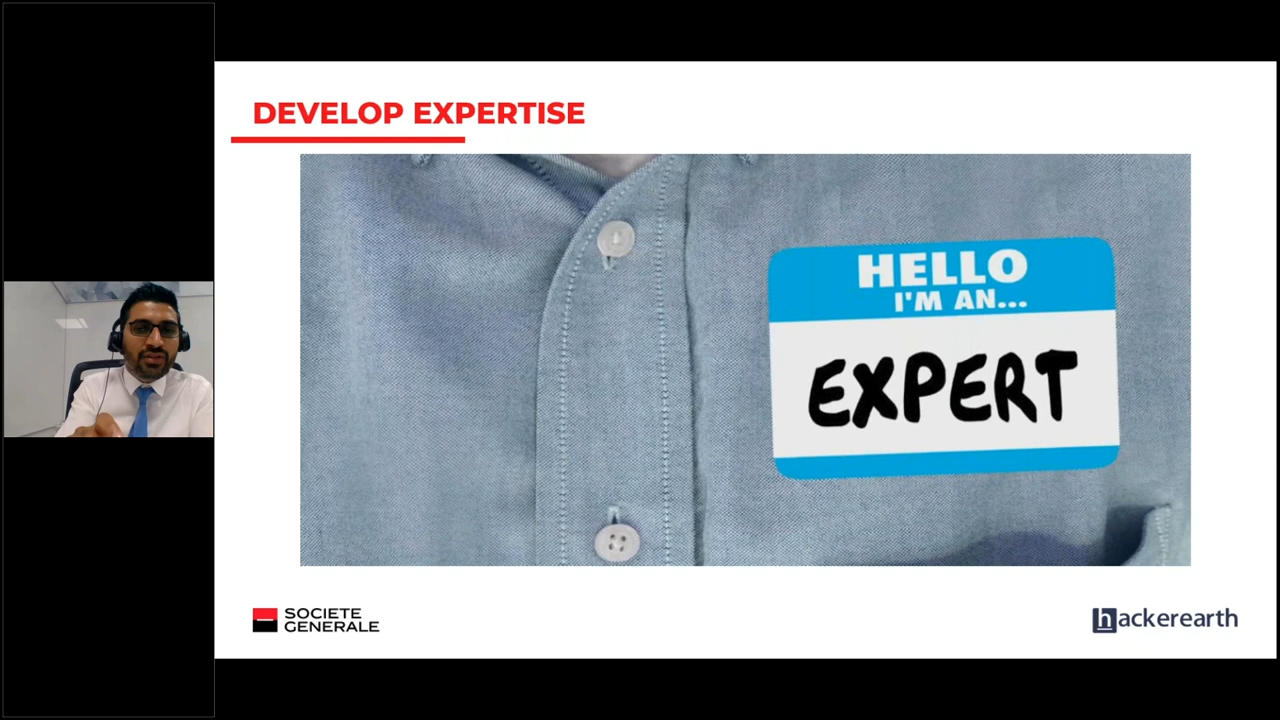 DEVELOP EXPERTISE
HELLO
I'M AN...
EXPERT
SOCIETE
GENERALE
hackerearth